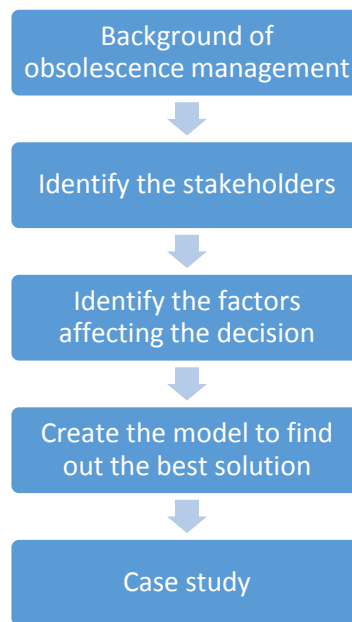 Background of
obsolescence management
Identify the stakeholders
Identify the factors
affecting the decision
Create the model to find
out the best solution
Case study